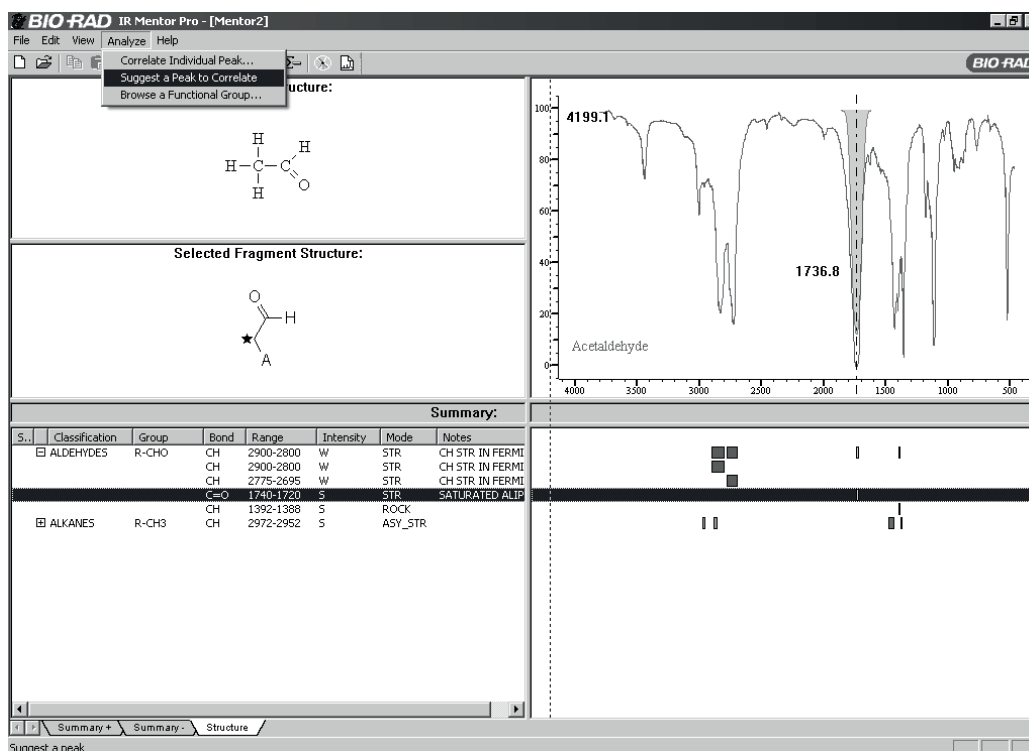 BIO-RAD IR Mentor Pro - [Mentor2]
File Edit View Analyze Help
Correlate Individual Peak...
Suggest a Peak to Correlate
Browse a Functional Group...
BIO-RAD
ucture:
H
H
H C C
H O
Selected Fragment Structure:
O
H
A
100
80
60
40
20
0
4199.1
1736.8
Acetaldehyde
4000 3500 3000 2500 2000 1500 1000 500
Summary:
S.. Classification Group Bond Range Intensity Mode Notes
ALDEHYDES R-CHO CH 2900-2800 W STR CH STR IN FERMI
CH 2900-2800 W STR CH STR IN FERMI
CH 2775-2695 W STR CH STR IN FERMI
C=O 1740-1720 S STR SATURATED ALIP
CH 1392-1388 S ROCK
ALKANES R-CH3 CH 2972-2952 S ASY_STR
Summary + Summary - Structure
Suggest a peak